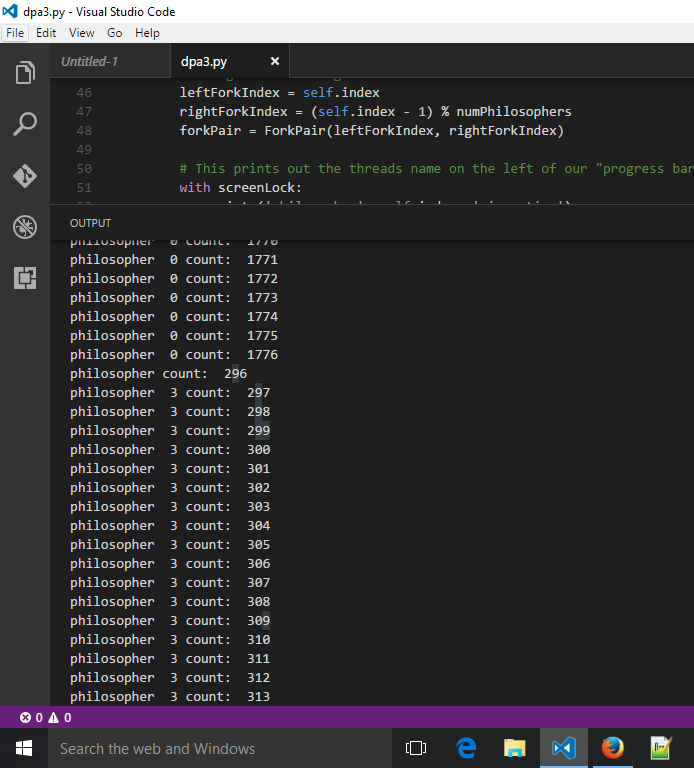 dpa3.py - Visual Studio Code
File Edit View Go Help
Untitled-1 dpa3.py ×
46 leftForkIndex = self.index
47 rightForkIndex = (self.index - 1) % numPhilosophers
48 forkPair = ForkPair(leftForkIndex, rightForkIndex)
49
50 # This prints out the threads name on the left of our "progress bar
51 with screenLock:
OUTPUT
philosopher 0 count: 1770
philosopher 0 count: 1771
philosopher 0 count: 1772
philosopher 0 count: 1773
philosopher 0 count: 1774
philosopher 0 count: 1775
philosopher 0 count: 1776
philosopher count: 296
philosopher 3 count: 297
philosopher 3 count: 298
philosopher 3 count: 299
philosopher 3 count: 300
philosopher 3 count: 301
philosopher 3 count: 302
philosopher 3 count: 303
philosopher 3 count: 304
philosopher 3 count: 305
philosopher 3 count: 306
philosopher 3 count: 307
philosopher 3 count: 308
philosopher 3 count: 309
philosopher 3 count: 310
philosopher 3 count: 311
philosopher 3 count: 312
philosopher 3 count: 313
0 0
Search the web and Windows